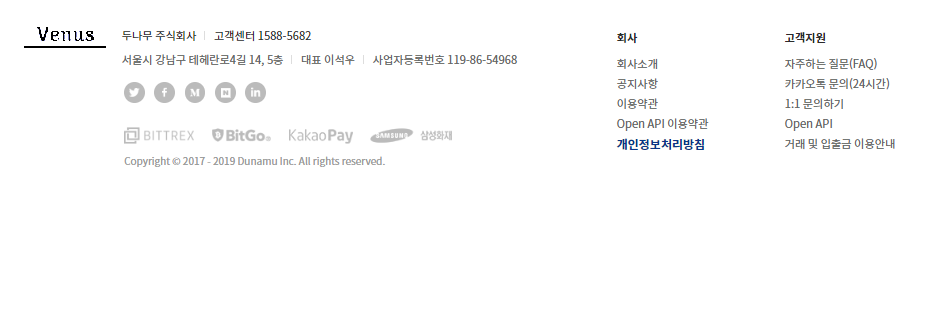 Venus
두나무 주식회사 고객센터 1588-5682
서울시 강남구 테헤란로4길 14, 5층 대표 이석우 사업자등록번호 119-86-54968
BITTREX BitGo KakaoPay SAMSUNG 삼성화재
Copyright © 2017 - 2019 Dunamu Inc. All rights reserved.
회사
회사소개
공지사항
이용약관
Open API 이용약관
개인정보처리방침
고객지원
자주하는 질문(FAQ)
카카오톡 문의(24시간)
1:1 문의하기
Open API
거래 및 입출금 이용안내